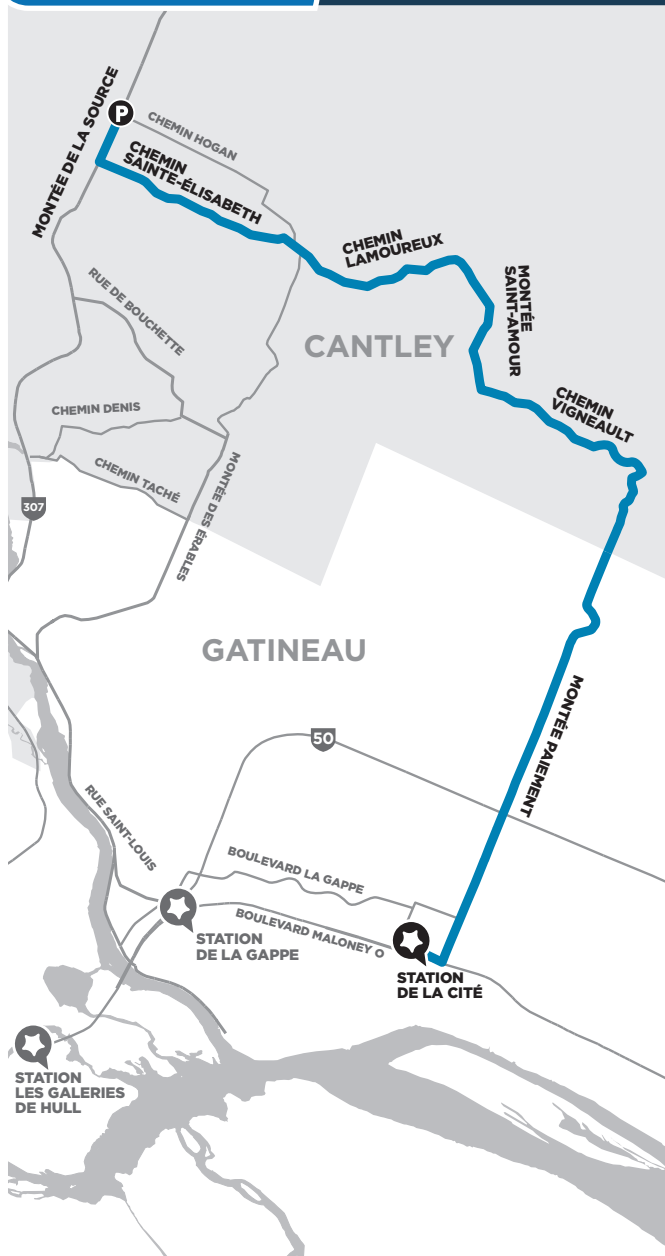 MONTÉE DE LA SOURCE
P
CHEMIN HOGAN
CHEMIN
SAINTE-ÉLISABETH
CHEMIN
LAMOUREUX
MONTÉE
SAINT-AMOUR
RUE DE BOUCHETTE
CANTLEY
CHEMIN
VIGNEAULT
CHEMIN DENIS
CHEMIN TACHÉ
MONTÉE DES ÉRABLES
307
GATINEAU
MONTÉE PAIEMENT
50
RUE SAINT-LOUIS
BOULEVARD LA GAPPE
BOULEVARD MALONEY O
STATION
DE LA GAPPE
STATION
DE LA CITÉ
STATION
LES GALERIES
DE HULL